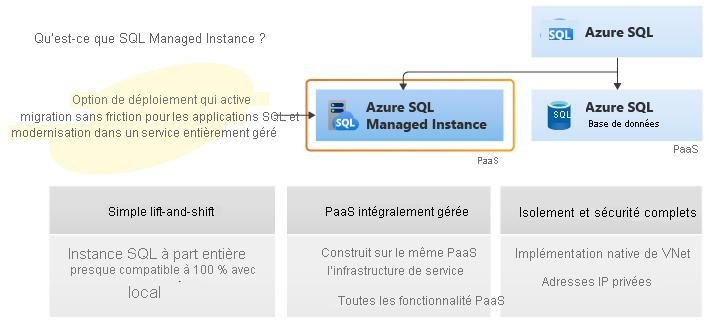 Qu'est-ce que SQL Managed Instance ?
SQL
Azure SQL
Option de déploiement qui active
migration sans friction pour les applications SQL et
modernisation dans un service entièrement géré
SQL
Azure SQL
Managed Instance
PaaS
SQL
Azure SQL
Base de données
PaaS
Simple lift-and-shift
Instance SQL à part entière
presque compatible à 100 % avec
local
PaaS intégralement gérée
Construit sur le même PaaS
l'infrastructure de service
Toutes les fonctionnalité PaaS
Isolement et sécurité complets
Implémentation native de VNet
Adresses IP privées